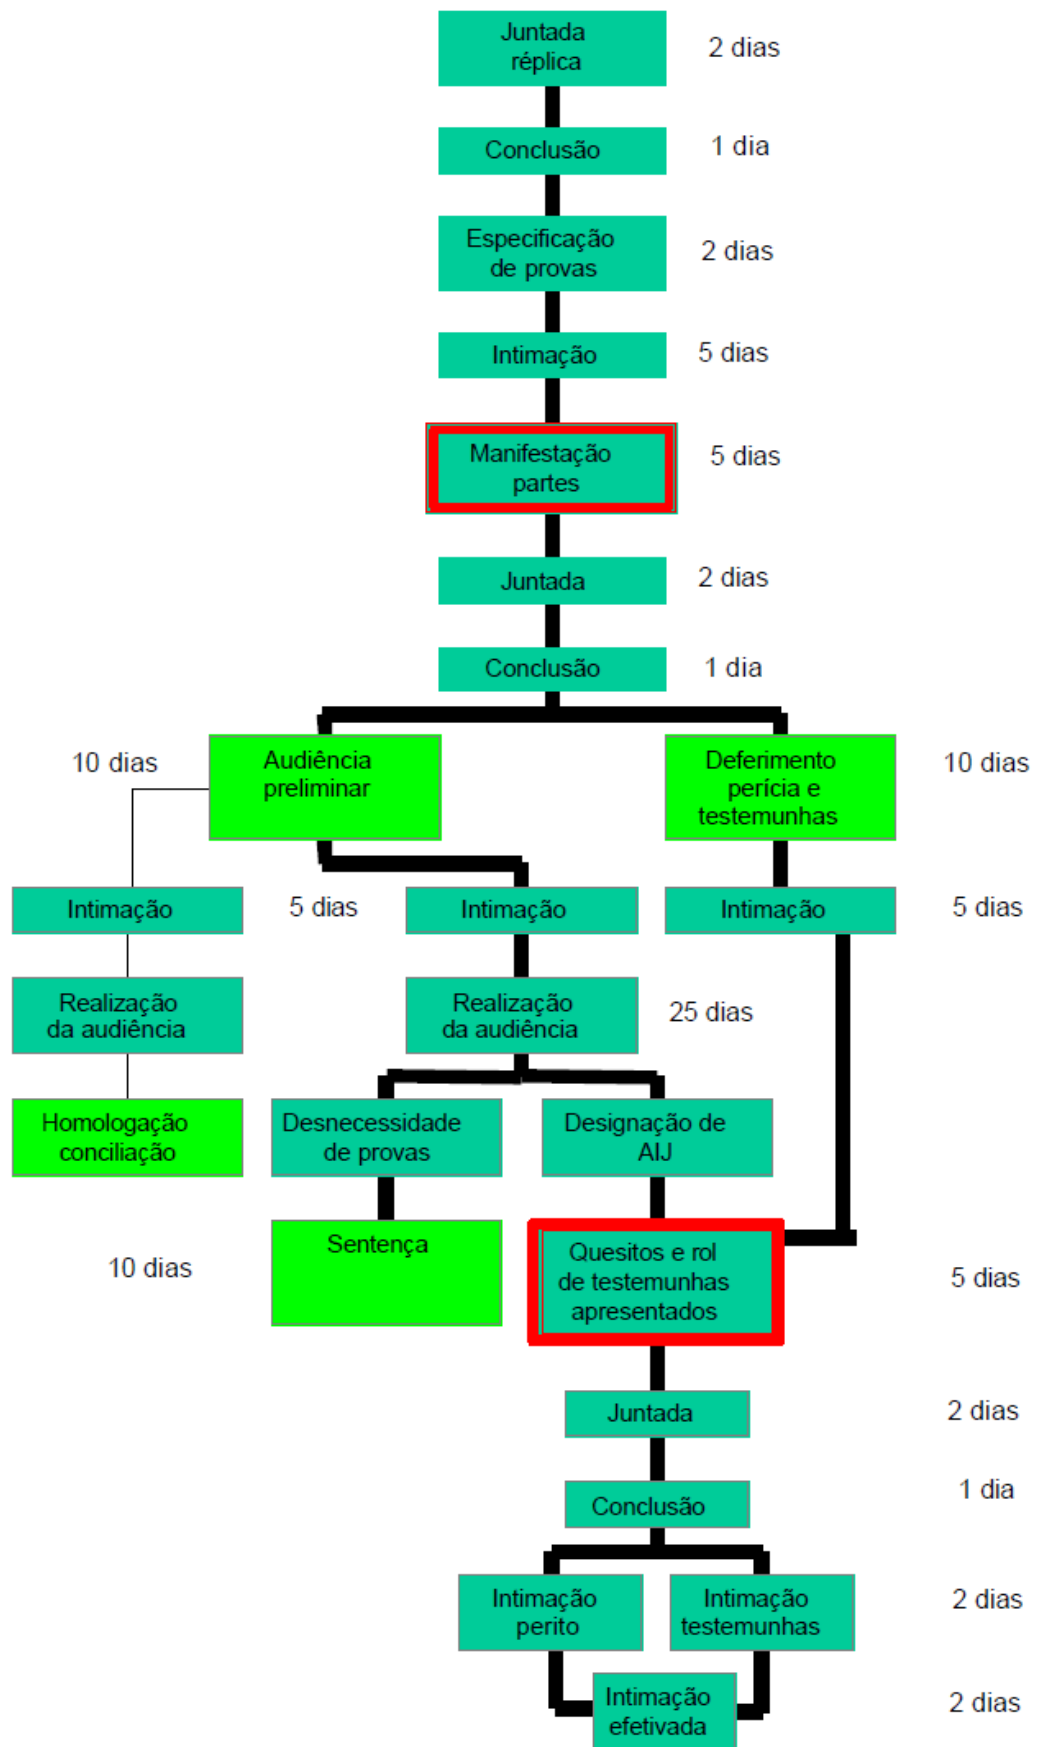 Juntada
réplica
2 dias
Conclusão
1 dia
Especificação
de provas
2 dias
Intimação
5 dias
Manifestação
partes
5 dias
Juntada
2 dias
Conclusão
1 dia
10 dias
Audiência
preliminar
Deferimento
perícia e
testemunhas
10 dias
Intimação
5 dias
Intimação
Intimação
5 dias
Realização
da audiência
Realização
da audiência
25 dias
Homologação
conciliação
Desnecessidade
de provas
Designação de
AIJ
10 dias
Sentença
Quesitos e rol
de testemunhas
apresentados
5 dias
Juntada
2 dias
Conclusão
1 dia
Intimação
perito
Intimação
testemunhas
2 dias
Intimação
efetivada
2 dias